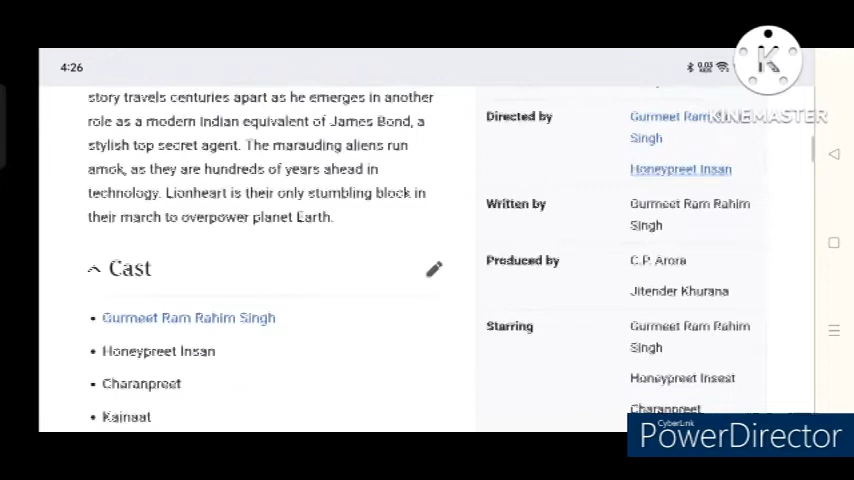 4:26
KINEMASTER
story travels centuries apart as he emerges in another
role as a modern Indian equivalent of James Bond, a
stylish top secret agent. The marauding aliens run
amok, as they are hundreds of years ahead in
technology. Lionheart is their only stumbling block in
their march to overpower planet Earth.
Cast
• Gurmeet Ram Rahim Singh
• Honeypreet Insan
• Charanpreet
• Kainaat
Directed by
Gurmeet Ram
Singh
Honeypreet Insan
Written by
Gurmeet Ram Rahim
Singh
Produced by
C.P. Arora
Jitender Khurana
Starring
Gurmeet Ram Rahim
Singh
Honeypreet Insest
Charanpreet
CyberLink
PowerDirector